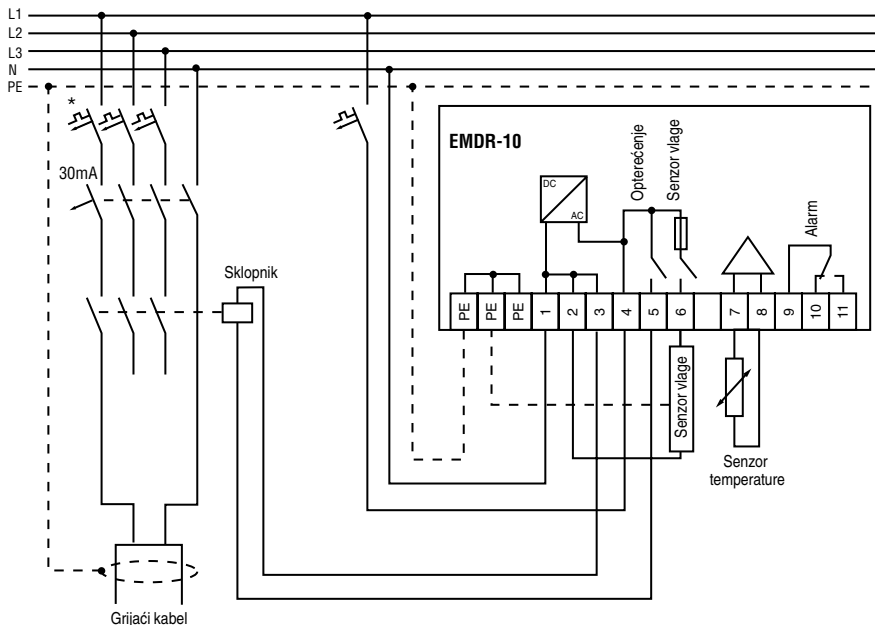 L1
L2
L3
N
PE
*
30mA
Sklopnik
Grijaći kabel
EMDR-10
DC
AC
Opterećenje
Senzor vlage
Alarm
PE
PE
PE
1
2
3
4
5
6
7
8
9
10
11
Senzor vlage
Senzor
temperature